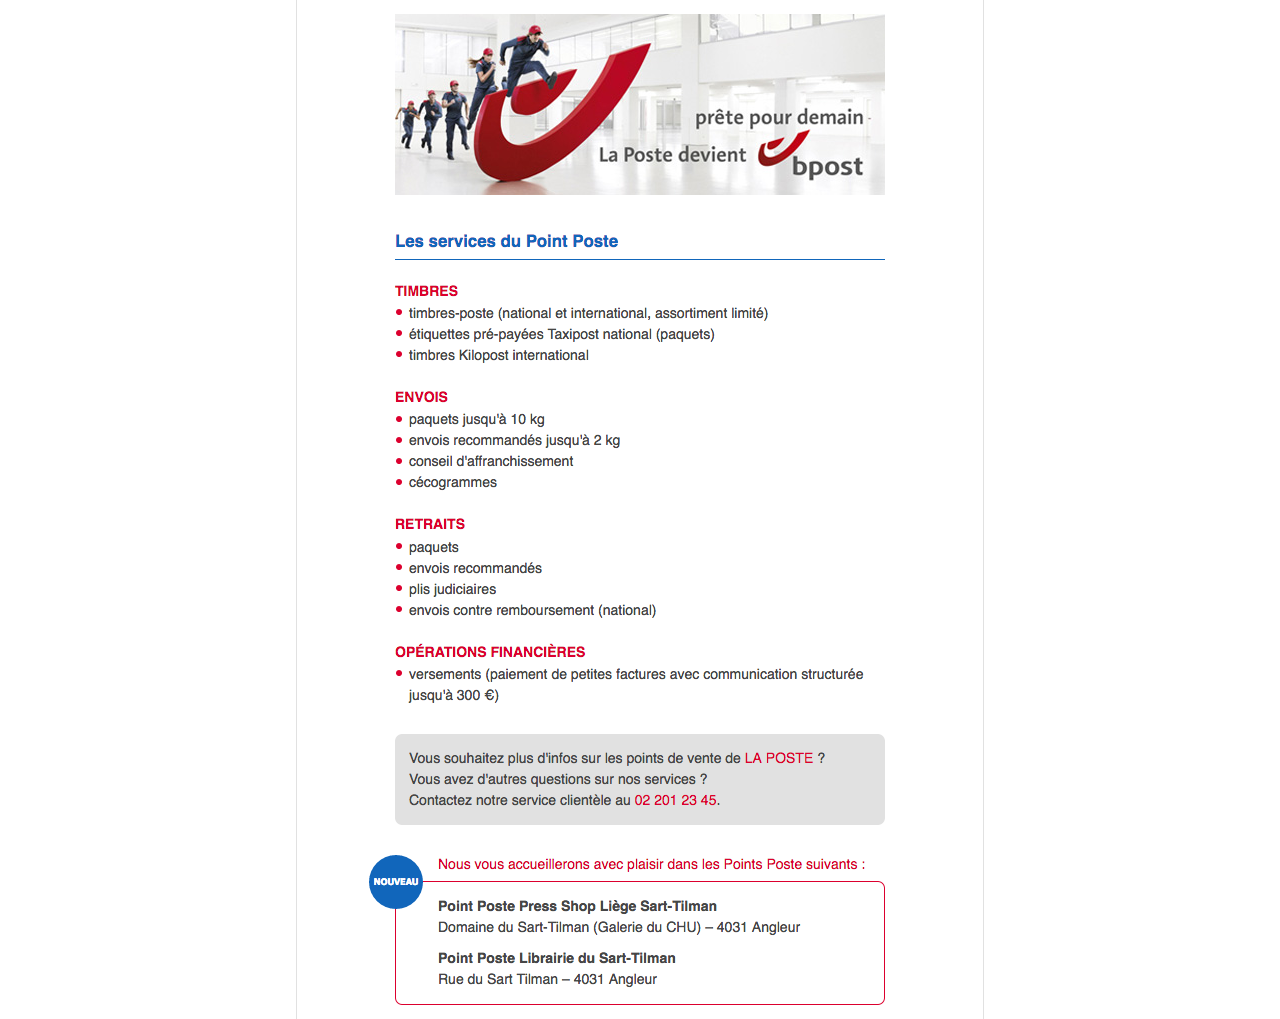 prête pour demain
La Poste devient bpost
Les services du Point Poste
TIMBRES
timbres-poste (national et international, assortiment limité)
étiquettes pré-payées Taxipost national (paquets)
timbres Kilopost international
ENVOIS
paquets jusqu'à 10 kg
envois recommandés jusqu'à 2 kg
conseil d'affranchissement
cécogrammes
RETRAITS
paquets
envois recommandés
plis judiciaires
envois contre remboursement (national)
OPÉRATIONS FINANCIÈRES
versements (paiement de petites factures avec communication structurée
jusqu'à 300 €)
Vous souhaitez plus d'infos sur les points de vente de LA POSTE ?
Vous avez d'autres questions sur nos services ?
Contactez notre service clientèle au 02 201 23 45.
Nous vous accueillerons avec plaisir dans les Points Poste suivants :
NOUVEAU
Point Poste Press Shop Liège Sart-Tilman
Domaine du Sart-Tilman (Galerie du CHU) – 4031 Angleur
Point Poste Librairie du Sart-Tilman
Rue du Sart Tilman – 4031 Angleur